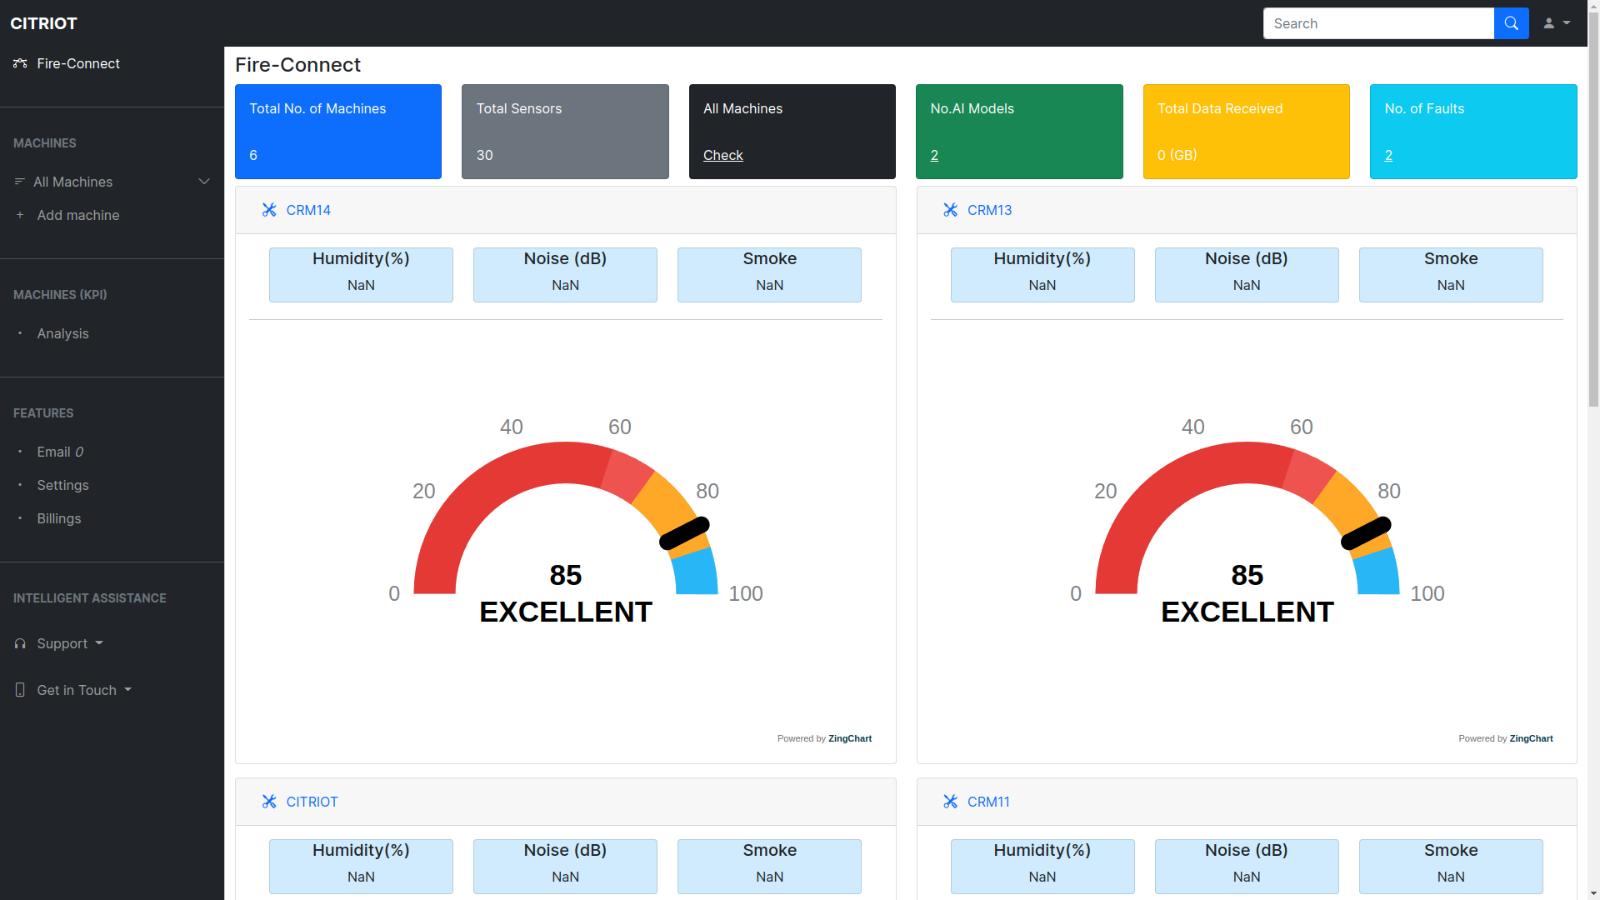 CITRIOT
Search
Fire-Connect
MACHINES
All Machines
+ Add machine
MACHINES (KPI)
Analysis
FEATURES
Email 0
Settings
Billings
INTELLIGENT ASSISTANCE
Support
Get in Touch
Fire-Connect
Total No. of Machines
6
Total Sensors
30
All Machines
Check
No.AI Models
2
Total Data Received
0 (GB)
No. of Faults
2
CRM14
Humidity(%)
NaN
Noise (dB)
NaN
Smoke
NaN
0
20
40
60
80
100
85
EXCELLENT
Powered by ZingChart
CRM13
Humidity(%)
NaN
Noise (dB)
NaN
Smoke
NaN
0
20
40
60
80
100
85
EXCELLENT
Powered by ZingChart
CITRIOT
Humidity(%)
NaN
Noise (dB)
NaN
Smoke
NaN
CRM11
Humidity(%)
NaN
Noise (dB)
NaN
Smoke
NaN